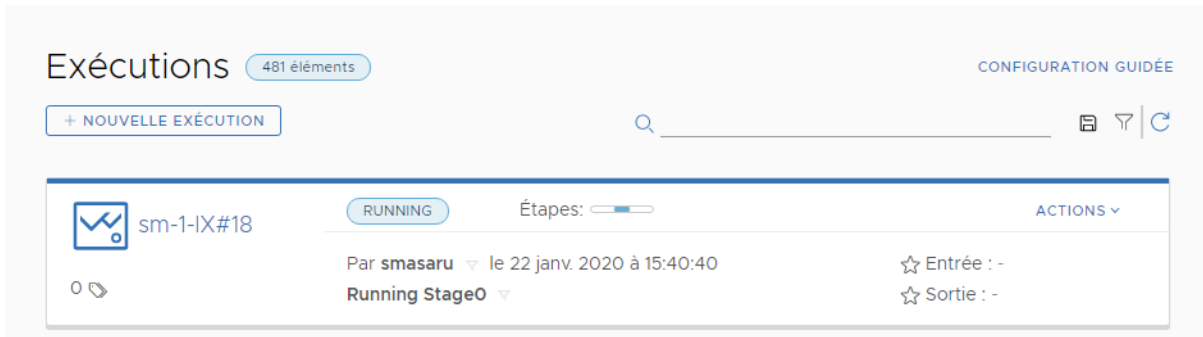 Exécutions 481 éléments
CONFIGURATION GUIDÉE
+ NOUVELLE EXÉCUTION
sm-1-IX#18
RUNNING Étapes: ACTIONS
Par smasaru le 22 janv. 2020 à 15:40:40
Entrée : -
0
Running Stage0
Sortie : -